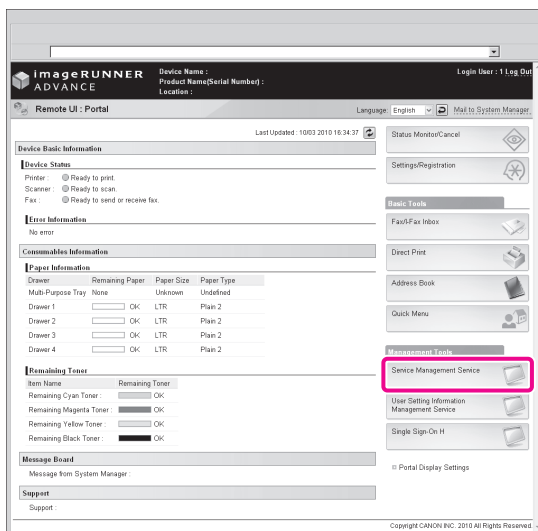 imageRUNNER
ADVANCE
Device Name :
Product Name(Serial Number) :
Location :
Login User : 1 Log Out
Remote UI : Portal
Language: English Mail to System Manager
Last Updated : 10/03 2010 16:34:37
Device Basic Information
Device Status
Printer : Ready to print.
Scanner : Ready to scan.
Fax : Ready to send or receive fax.
Error Information
No error
Consumables Information
Paper Information
Drawer Remaining Paper Paper Size Paper Type
Multi-Purpose Tray None Unknown Undefined
Drawer 1 OK LTR Plain 2
Drawer 2 OK LTR Plain 2
Drawer 3 OK LTR Plain 2
Drawer 4 OK LTR Plain 2
Remaining Toner
Item Name Remaining Toner
Remaining Cyan Toner : OK
Remaining Magenta Toner : OK
Remaining Yellow Toner : OK
Remaining Black Toner : OK
Message Board
Message from System Manager :
Support
Support :
Status Monitor/Cancel
Settings/Registration
Basic Tools
Fax/I-Fax Inbox
Direct Print
Address Book
Quick Menu
Management Tools
Service Management Service
User Setting Information
Management Service
Single Sign-On H
Portal Display Settings
Copyright CANON INC. 2010 All Rights Reserved.